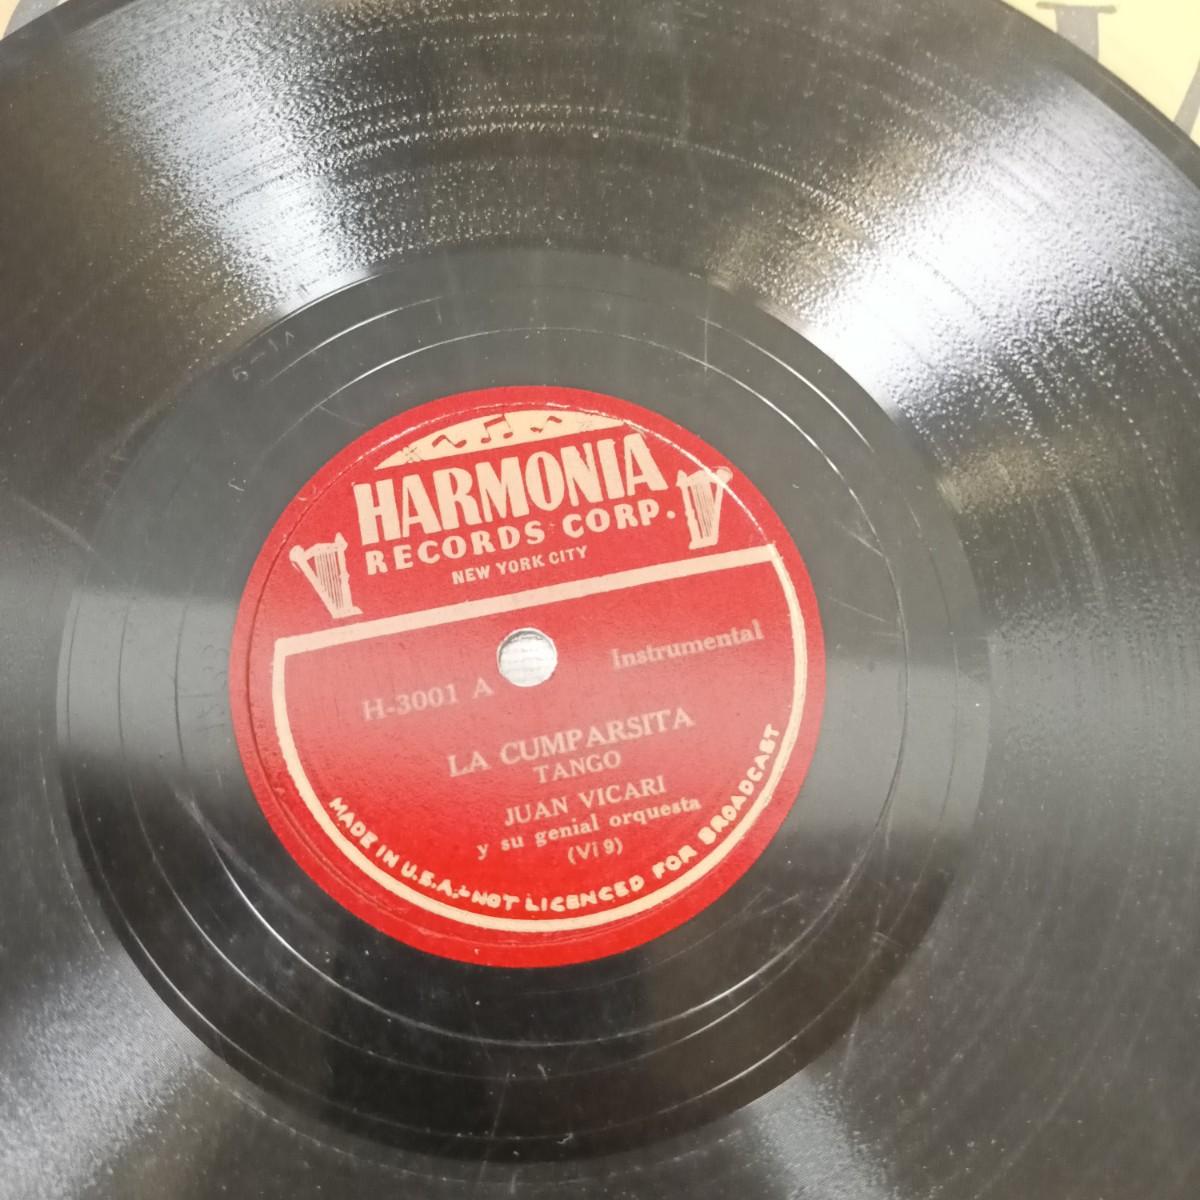 HARMONIA
RECORDS CORP.
NEW YORK CITY
H-3001 A
Instrumental
LA CUMPARSITA
TANGO
JUAN VICARI
y su genial orquesta
(Vi 9)
MADE IN U.S.A.-NOT LICENCED FOR BROADCAST